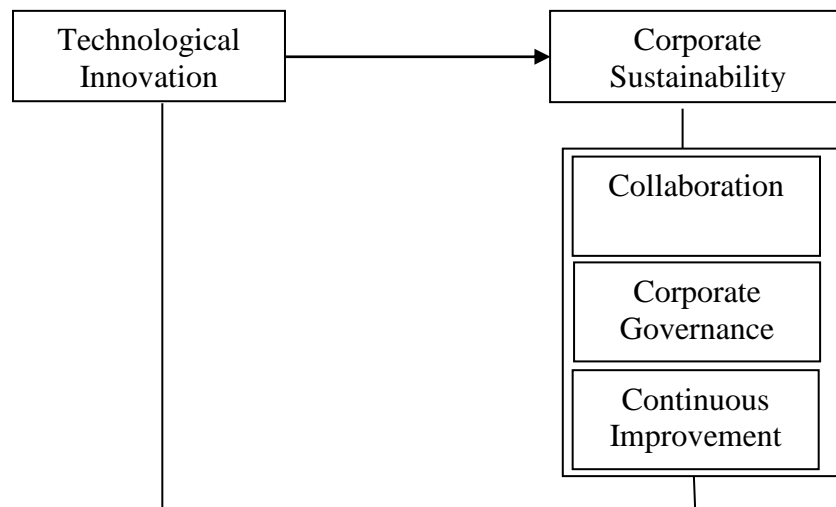 Technological
Innovation
Corporate
Sustainability
Collaboration
Corporate
Governance
Continuous
Improvement